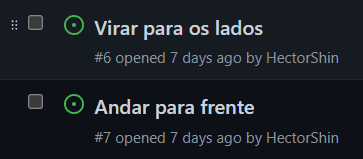 Virar para os lados
#6 opened 7 days ago by HectorShin
Andar para frente
#7 opened 7 days ago by HectorShin